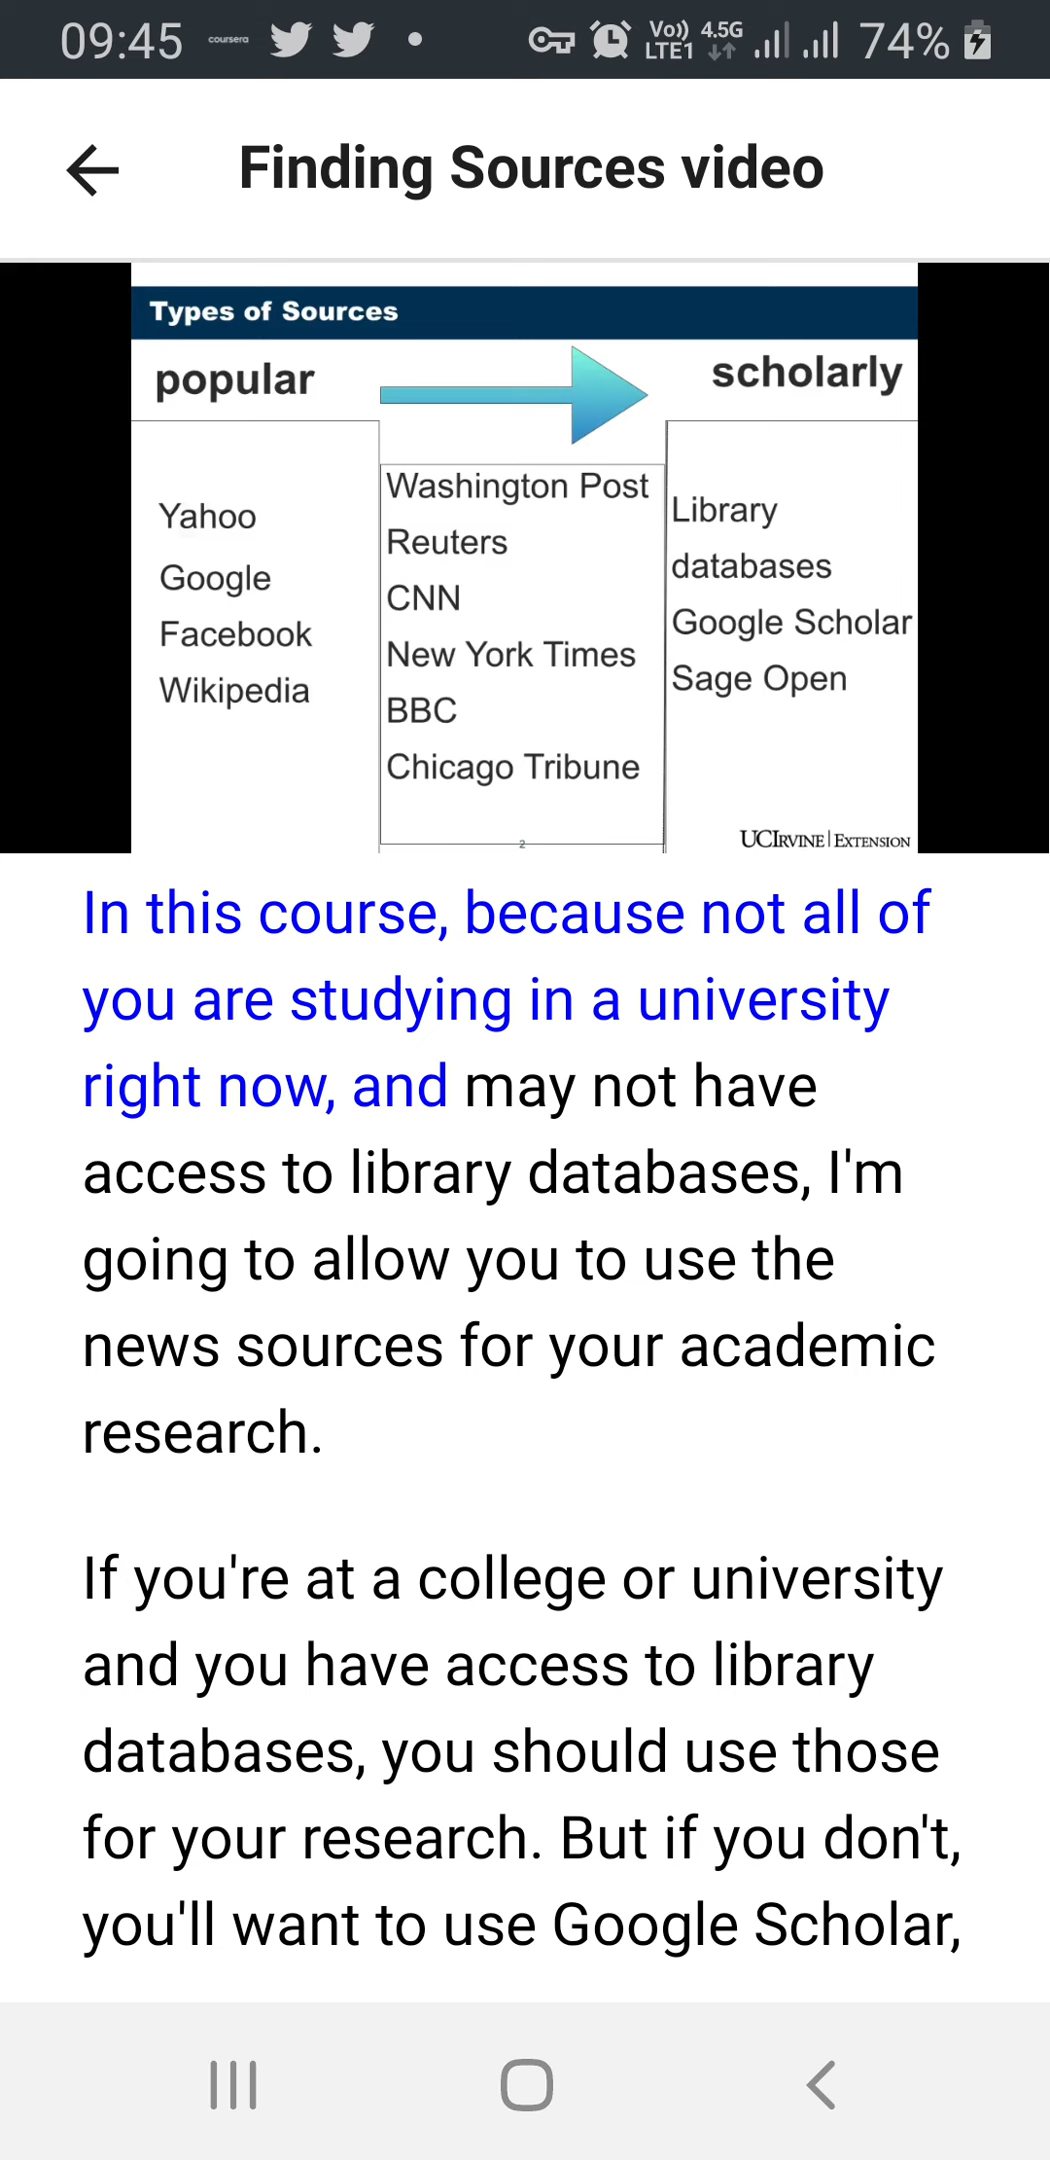 09:45 coursera Vo)) LTE1 4.5G 74%
Finding Sources video
Types of Sources
popular
scholarly
Yahoo
Google
Facebook
Wikipedia
Washington Post
Reuters
CNN
New York Times
BBC
Chicago Tribune
Library
databases
Google Scholar
Sage Open
2
UCIRVINE | EXTENSION
In this course, because not all of
you are studying in a university
right now, and may not have
access to library databases, I'm
going to allow you to use the
news sources for your academic
research.
If you're at a college or university
and you have access to library
databases, you should use those
for your research. But if you don't,
you'll want to use Google Scholar,